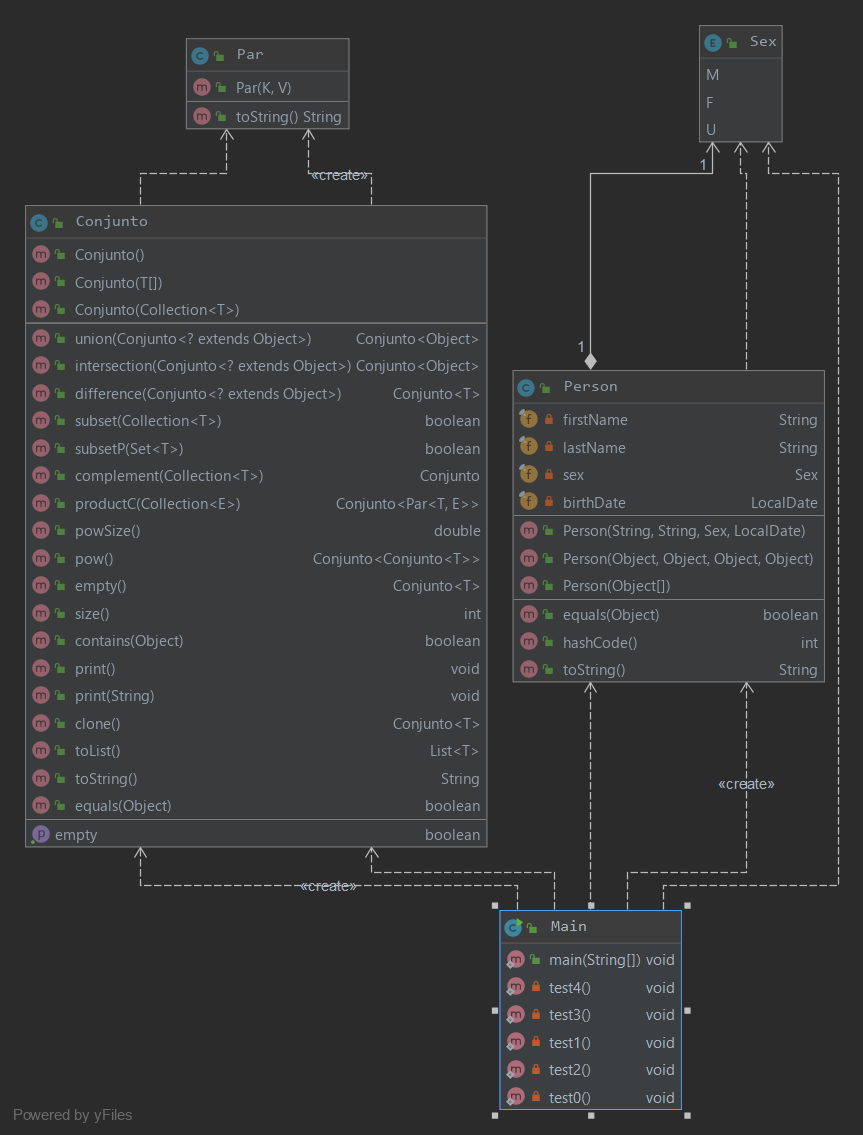 C Par
m Par(K, V)
m toString() String
E Sex
M
F
U
«create»
1
C Conjunto
m Conjunto()
m Conjunto(T[])
m Conjunto(Collection<T>)
m union(Conjunto<? extends Object>) Conjunto<Object>
m intersection(Conjunto<? extends Object>) Conjunto<Object>
m difference(Conjunto<? extends Object>) Conjunto<T>
m subset(Collection<T>) boolean
m subsetP(Set<T>) boolean
m complement(Collection<T>) Conjunto
m productC(Collection<E>) Conjunto<Par<T, E>>
m powSize() double
m pow() Conjunto<Conjunto<T>>
m empty() Conjunto<T>
m size() int
m contains(Object) boolean
m print() void
m print(String) void
m clone() Conjunto<T>
m toList() List<T>
m toString() String
m equals(Object) boolean
p empty boolean
1
C Person
f firstName String
f lastName String
f sex Sex
f birthDate LocalDate
m Person(String, String, Sex, LocalDate)
m Person(Object, Object, Object, Object)
m Person(Object[])
m equals(Object) boolean
m hashCode() int
m toString() String
«create»
«create»
C Main
m main(String[]) void
m test4() void
m test3() void
m test1() void
m test2() void
m test0() void
Powered by yFiles